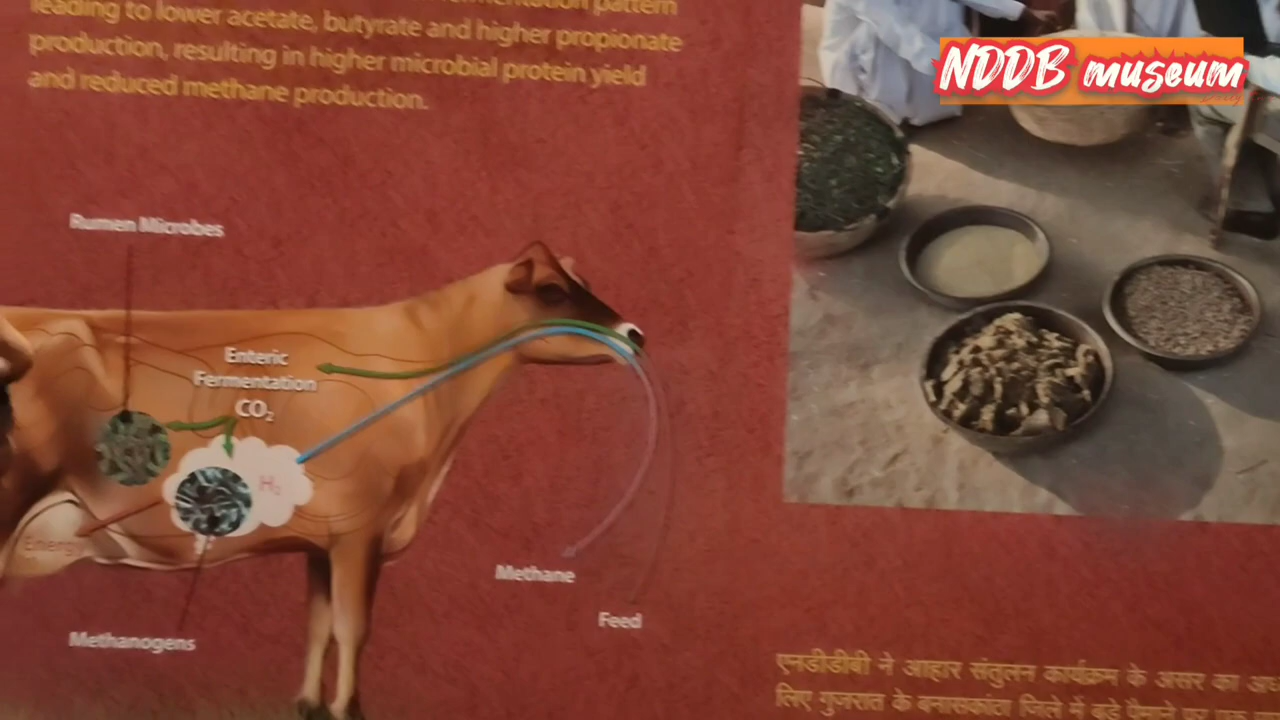 leading to lower acetate, butyrate and higher propionate
production, resulting in higher microbial protein yield
and reduced methane production.
NDDB museum
Rumen Microbes
Enteric
Fermentation
CO₂
H₂
Energy
Methane
Feed
Methanogens
एनडीडीबी ने आहार संतुलन कार्यक्रम के असर का
लिए गुजरात के बनासकांठा जिले में बड़े पैमाने पर एक